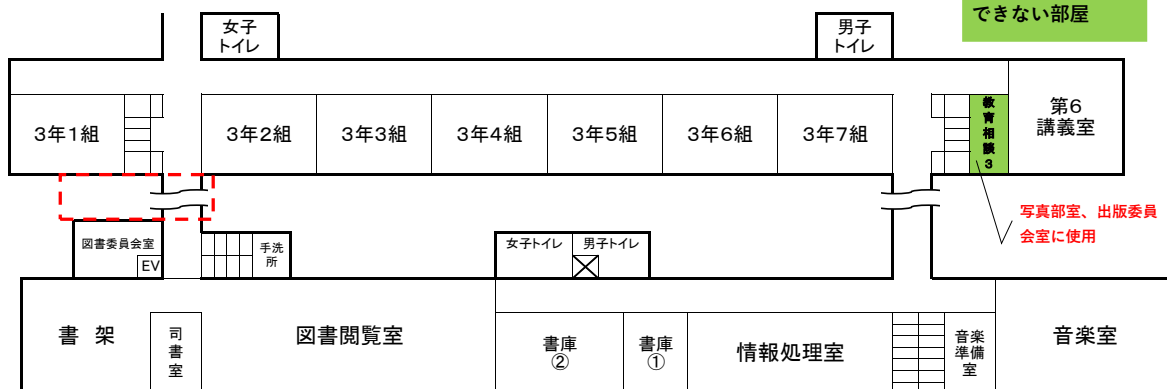 できない部屋
女子
トイレ
男子
トイレ
3年1組
3年2組
3年3組
3年4組
3年5組
3年6組
3年7組
教育相談3
第6
講義室
写真部室、出版委員
会室に使用
図書委員会室
EV
手洗
所
女子トイレ
男子トイレ
書 架
司書室
図書閲覧室
書庫
②
書庫
①
情報処理室
音楽
準備
室
音楽室